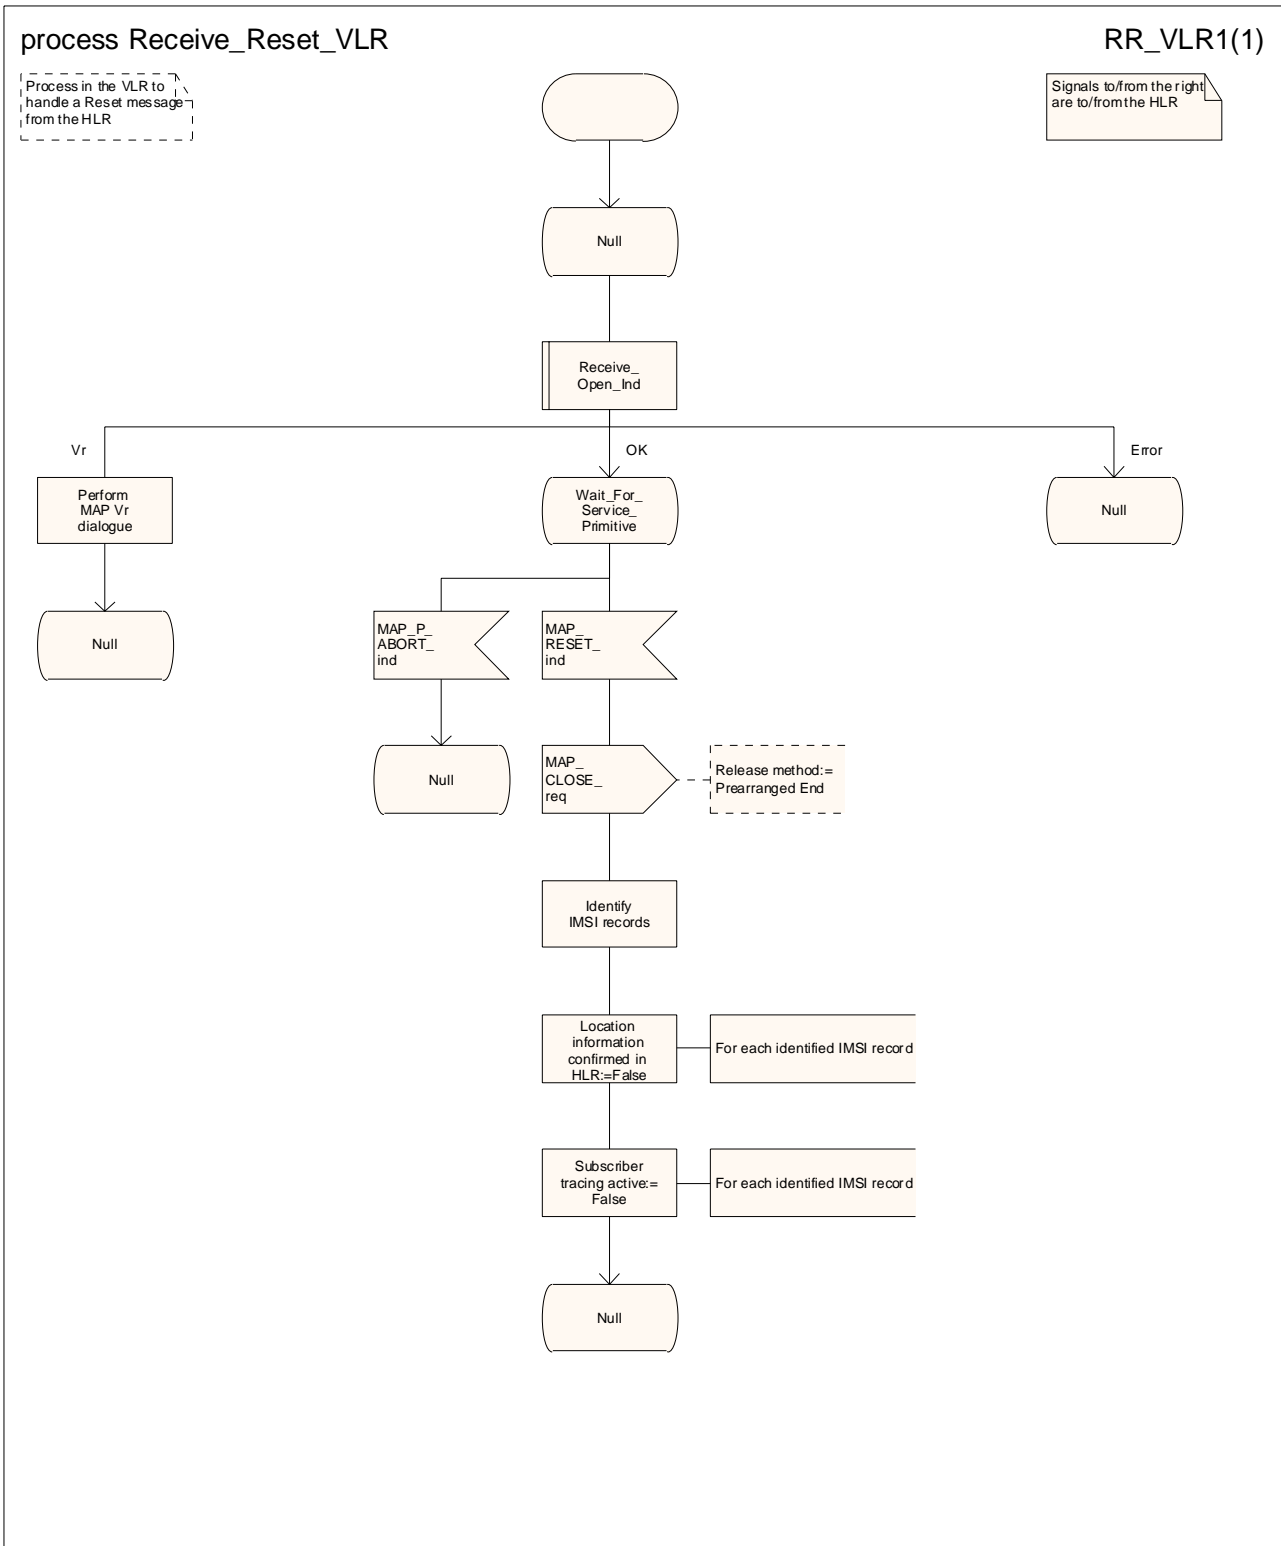 process Receive_Reset_VLR
RR_VLR1(1)
Process in the VLR to
handle a Reset message
from the HLR
Signals to/from the right
are to/from the HLR
Null
Receive_
Open_Ind
Vr
OK
Error
Perform
MAP Vr
dialogue
Wait_For_
Service_
Primitive
Null
Null
MAP_P_
ABORT_
ind
MAP_
RESET_
ind
Null
MAP_
CLOSE_
req
Release method:=
Prearranged End
Identify
IMSI records
Location
information
confirmed in
HLR:=False
For each identified IMSI record
Subscriber
tracing active:=
False
For each identified IMSI record
Null